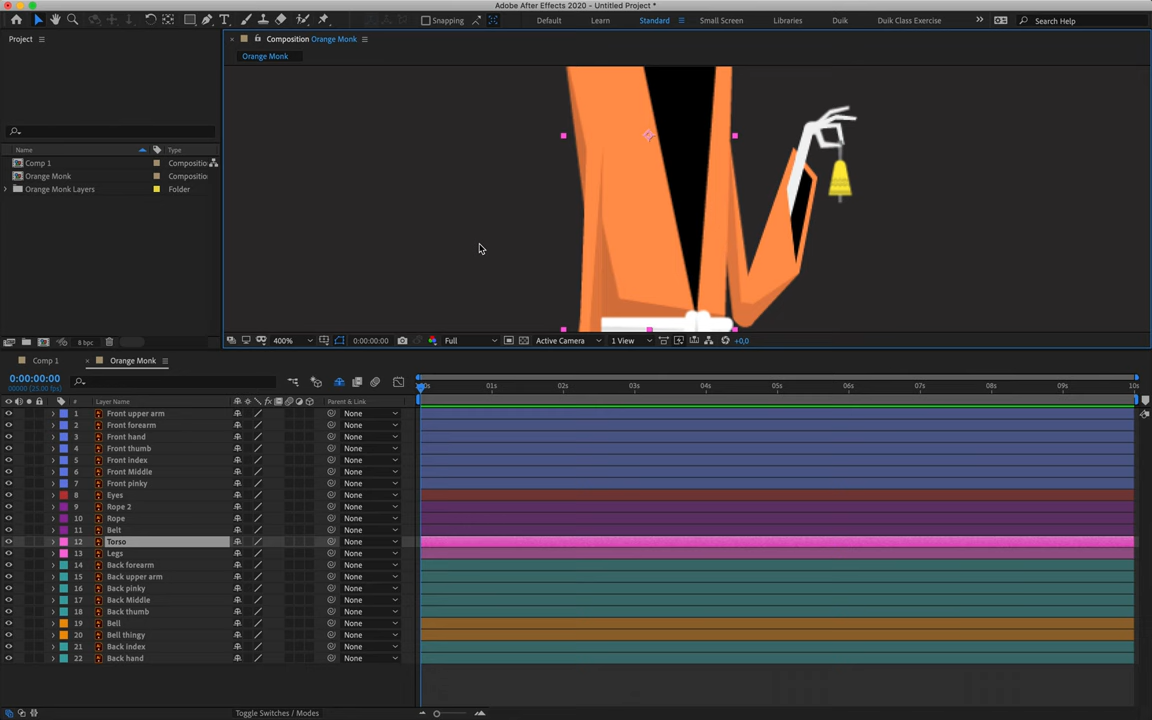 Adobe After Effects 2020 - Untitled Project *
Snapping
Default
Learn
Standard
Small Screen
Libraries
Duik
Duik Class Exercise
Search Help
Project
Composition Orange Monk
Orange Monk
Name
Type
Comp 1
Compositio
Orange Monk
Compositio
Orange Monk Layers
Folder
8 bpc
400%
0:00:00:00
Full
Active Camera
1 View
+0,0
Comp 1
Orange Monk
0:00:00:00
00000 (25.00 fps)
:00s
01s
02s
03s
04s
05s
06s
07s
08s
09s
10s
#
Layer Name
fx
Parent & Link
1 Front upper arm None
2 Front forearm None
3 Front hand None
4 Front thumb None
5 Front index None
6 Front Middle None
7 Front pinky None
8 Eyes None
9 Rope 2 None
10 Rope None
11 Belt None
12 Torso None
13 Legs None
14 Back forearm None
15 Back upper arm None
16 Back pinky None
17 Back Middle None
18 Back thumb None
19 Bell None
20 Bell thingy None
21 Back index None
22 Back hand None
Toggle Switches / Modes